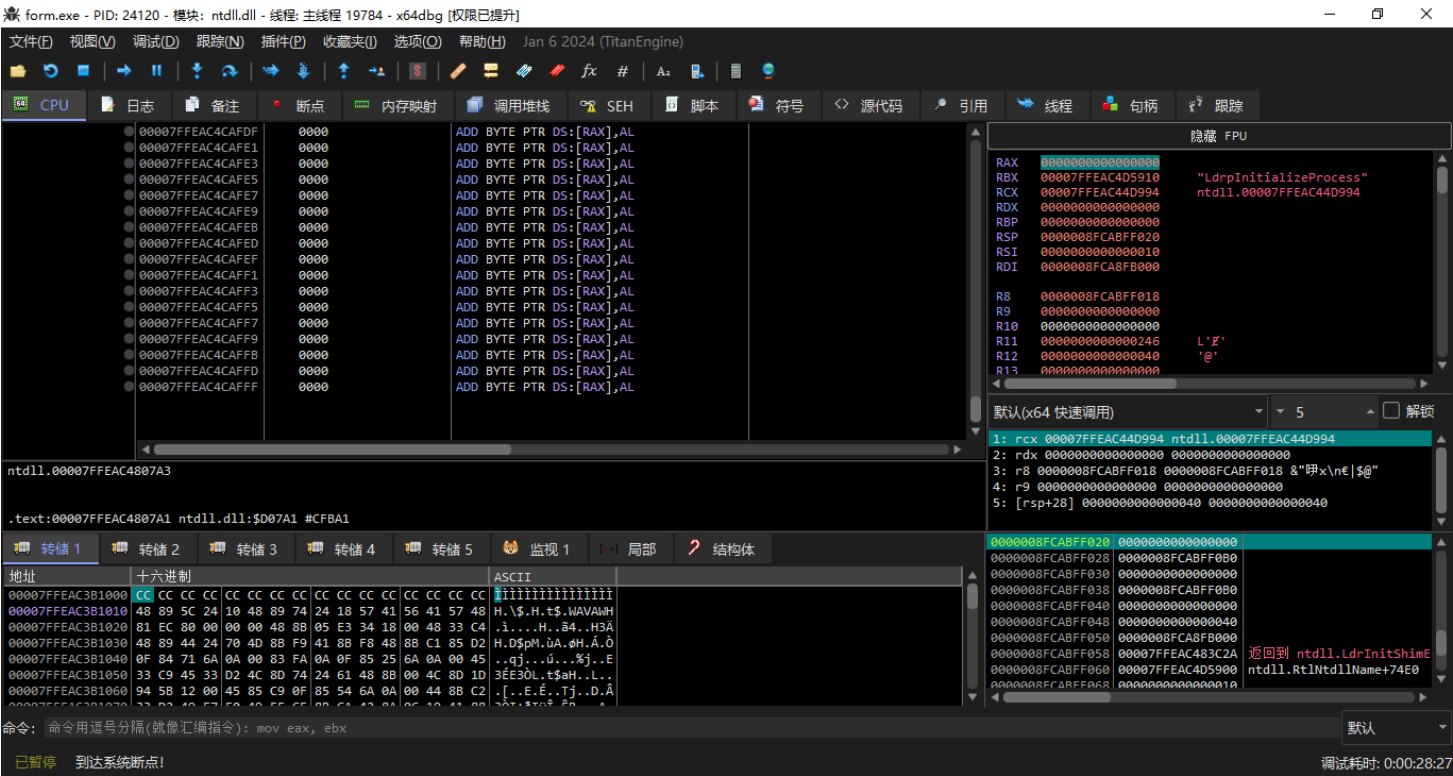 form.exe - PID: 24120 - 模块: ntdll.dll - 线程: 主线程 19784 - x64dbg [权限已提升]
文件(F) 视图(V) 调试(D) 跟踪(N) 插件(P) 收藏夹(I) 选项(O) 帮助(H) Jan 6 2024 (TitanEngine)
CPU 日志 备注 断点 内存映射 调用堆栈 SEH 脚本 符号 源代码 引用 线程 句柄 跟踪
00007FFEAC4CAFDF 0000 ADD BYTE PTR DS:[RAX],AL
00007FFEAC4CAFE1 0000 ADD BYTE PTR DS:[RAX],AL
00007FFEAC4CAFE3 0000 ADD BYTE PTR DS:[RAX],AL
00007FFEAC4CAFE5 0000 ADD BYTE PTR DS:[RAX],AL
00007FFEAC4CAFE7 0000 ADD BYTE PTR DS:[RAX],AL
00007FFEAC4CAFE9 0000 ADD BYTE PTR DS:[RAX],AL
00007FFEAC4CAFEB 0000 ADD BYTE PTR DS:[RAX],AL
00007FFEAC4CAFED 0000 ADD BYTE PTR DS:[RAX],AL
00007FFEAC4CAFEF 0000 ADD BYTE PTR DS:[RAX],AL
00007FFEAC4CAFF1 0000 ADD BYTE PTR DS:[RAX],AL
00007FFEAC4CAFF3 0000 ADD BYTE PTR DS:[RAX],AL
00007FFEAC4CAFF5 0000 ADD BYTE PTR DS:[RAX],AL
00007FFEAC4CAFF7 0000 ADD BYTE PTR DS:[RAX],AL
00007FFEAC4CAFF9 0000 ADD BYTE PTR DS:[RAX],AL
00007FFEAC4CAFFB 0000 ADD BYTE PTR DS:[RAX],AL
00007FFEAC4CAFFD 0000 ADD BYTE PTR DS:[RAX],AL
00007FFEAC4CAFFF 0000 ADD BYTE PTR DS:[RAX],AL
隐藏 FPU
RAX 0000000000000000
RBX 00007FFEAC4D5910 "LdrpInitializeProcess"
RCX 00007FFEAC44D994 ntdll.00007FFEAC44D994
RDX 0000000000000000
RBP 0000000000000000
RSP 0000008FCABFF020
RSI 0000000000000010
RDI 0000008FCA8FB000
R8 0000008FCABFF018
R9 0000000000000000
R10 0000000000000000
R11 0000000000000246 L'Ɇ'
R12 0000000000000040 '@'
R13 0000000000000000
默认(x64 快速调用) 5 解锁
1: rcx 00007FFEAC44D994 ntdll.00007FFEAC44D994
2: rdx 0000000000000000 0000000000000000
3: r8 0000008FCABFF018 0000008FCABFF018 &"咿x\n€|$@"
4: r9 0000000000000000 0000000000000000
5: [rsp+28] 0000000000000040 0000000000000040
ntdll.00007FFEAC4807A3
.text:00007FFEAC4807A1 ntdll.dll:$D07A1 #CFBA1
转储 1 转储 2 转储 3 转储 4 转储 5 监视 1 局部 结构体
地址 十六进制 ASCII
00007FFEAC3B1000 CC CC CC CC CC CC CC CC CC CC CC CC CC CC CC CC ÌÌÌÌÌÌÌÌÌÌÌÌÌÌÌÌ
00007FFEAC3B1010 48 89 5C 24 10 48 89 74 24 18 57 41 56 41 57 48 H.\$.H.t$.WAVAWH
00007FFEAC3B1020 81 EC 80 00 00 00 48 8B 05 E3 34 18 00 48 33 C4 .ì....H..ã4..H3Ä
00007FFEAC3B1030 48 89 44 24 70 4D 8B F9 41 8B F8 48 8B C1 85 D2 H.D$pM.ùA.øH.Á.Ò
00007FFEAC3B1040 0F 84 71 6A 0A 00 83 FA 0A 0F 85 25 6A 0A 00 45 ..qj...ú...%j..E
00007FFEAC3B1050 33 C9 45 33 D2 4C 8D 74 24 61 48 8B 00 4C 8D 1D 3ÉE3ÒL.t$aH..L..
00007FFEAC3B1060 94 5B 12 00 45 85 C9 0F 85 54 6A 0A 00 44 8B C2 .[..E.É..Tj..D.Â
0000008FCABFF020 0000000000000000
0000008FCABFF028 0000008FCABFF0B0
0000008FCABFF030 0000000000000000
0000008FCABFF038 0000008FCABFF0B0
0000008FCABFF040 0000000000000000
0000008FCABFF048 0000000000000040
0000008FCABFF050 0000008FCA8FB000
0000008FCABFF058 00007FFEAC483C2A 返回到 ntdll.LdrInitShimE
0000008FCABFF060 00007FFEAC4D5900 ntdll.RtlNtdllName+74E0
0000008FCABFF068 0000000000000010
命令: 命令用逗号分隔(就像汇编指令): mov eax, ebx 默认
已暂停 到达系统断点! 调试耗时: 0:00:28:27